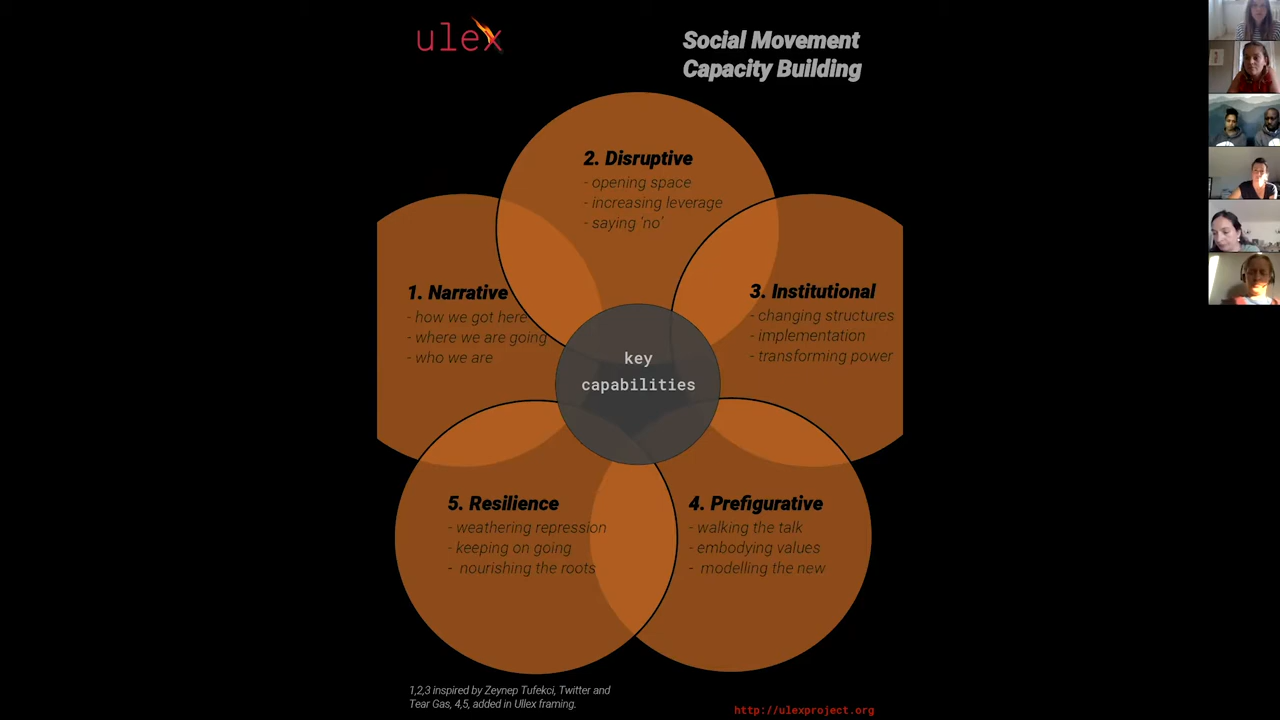 ulex
Social Movement
Capacity Building
2. Disruptive
- opening space
- increasing leverage
- saying ‘no’
1. Narrative
- how we got here
- where we are going
- who we are
3. Institutional
- changing structures
- implementation
- transforming power
key
capabilities
5. Resilience
- weathering repression
- keeping on going
- nourishing the roots
4. Prefigurative
- walking the talk
- embodying values
- modelling the new
1,2,3 inspired by Zeynep Tufekci, Twitter and
Tear Gas, 4,5, added in Ullex framing.
http://ulexproject.org